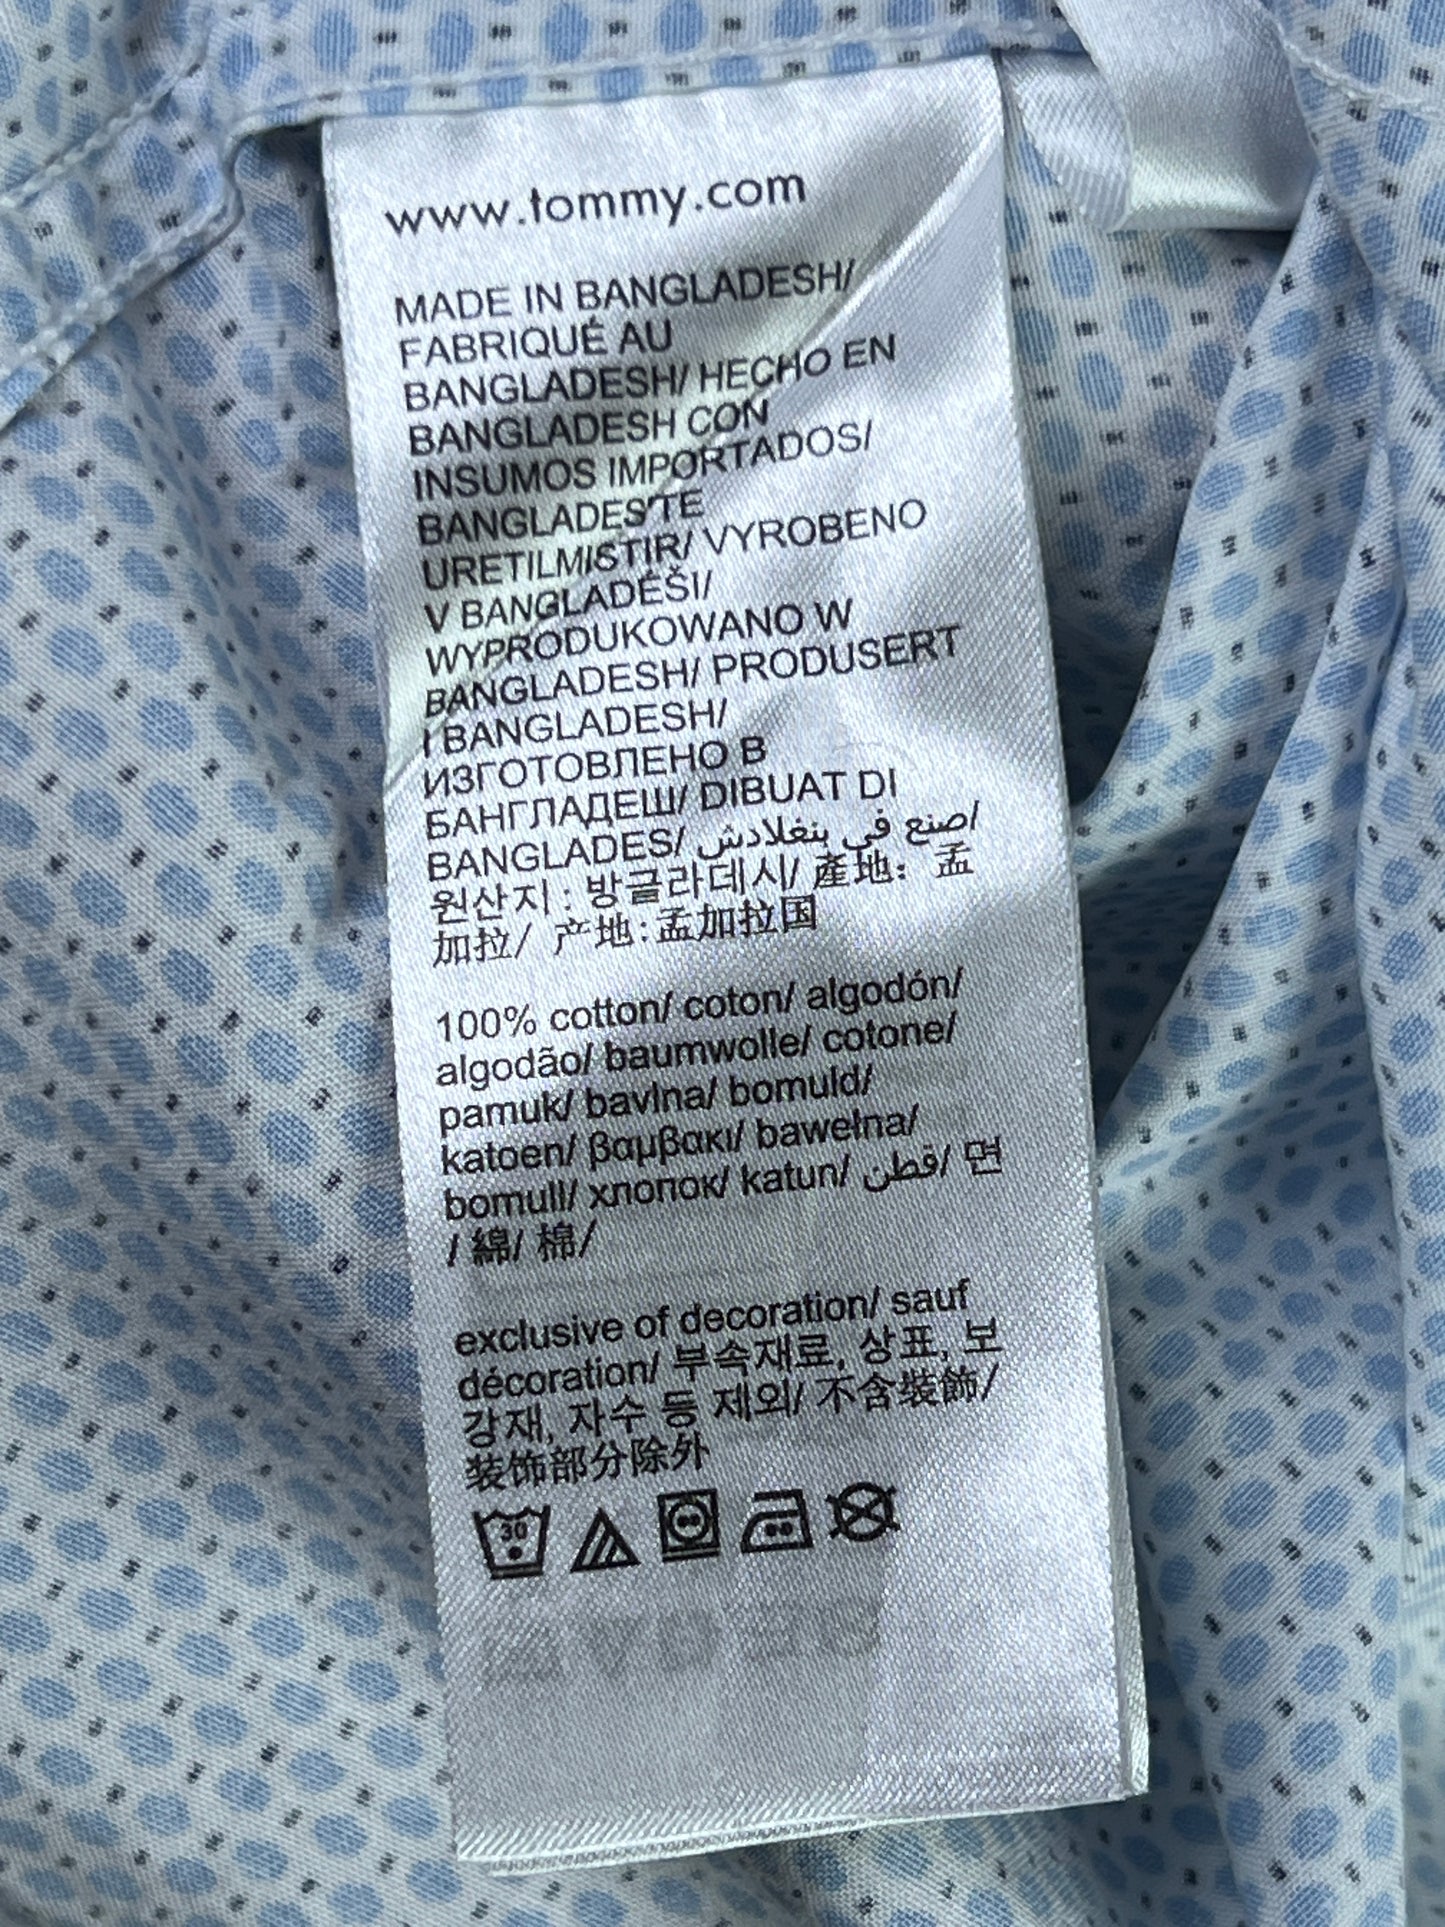 www.tommy.com
MADE IN BANGLADESH/
FABRIQUÉ AU
BANGLADESH/ HECHO EN
BANGLADESH CON
INSUMOS IMPORTADOS/
BANGLADES'TE
URETILMISTIR/ VYROBENO
V BANGLADÉŠI/
WYPRODUKOWANO W
BANGLADESH/ PRODUSERT
I BANGLADESH/
ИЗГОТОВЛЕНО В
БАНГЛАДЕШ/ DIBUAT DI
BANGLADES/ صنع في بنغلادش/
원산지 : 방글라데시/ 產地: 孟
加拉/ 产地:孟加拉国
100% cotton/ coton/ algodón/
algodão/ baumwolle/ cotone/
pamuk/ bavlna/ bomuld/
katoen/ βαμβακι/ bawełna/
bomull/ хлопок/ katun/ قطن/ 면
/ 綿/ 棉/
exclusive of decoration/ sauf
décoration/ 부속재료, 상표, 보
강재, 자수 등 제외/ 不含裝飾/
装饰部分除外
30